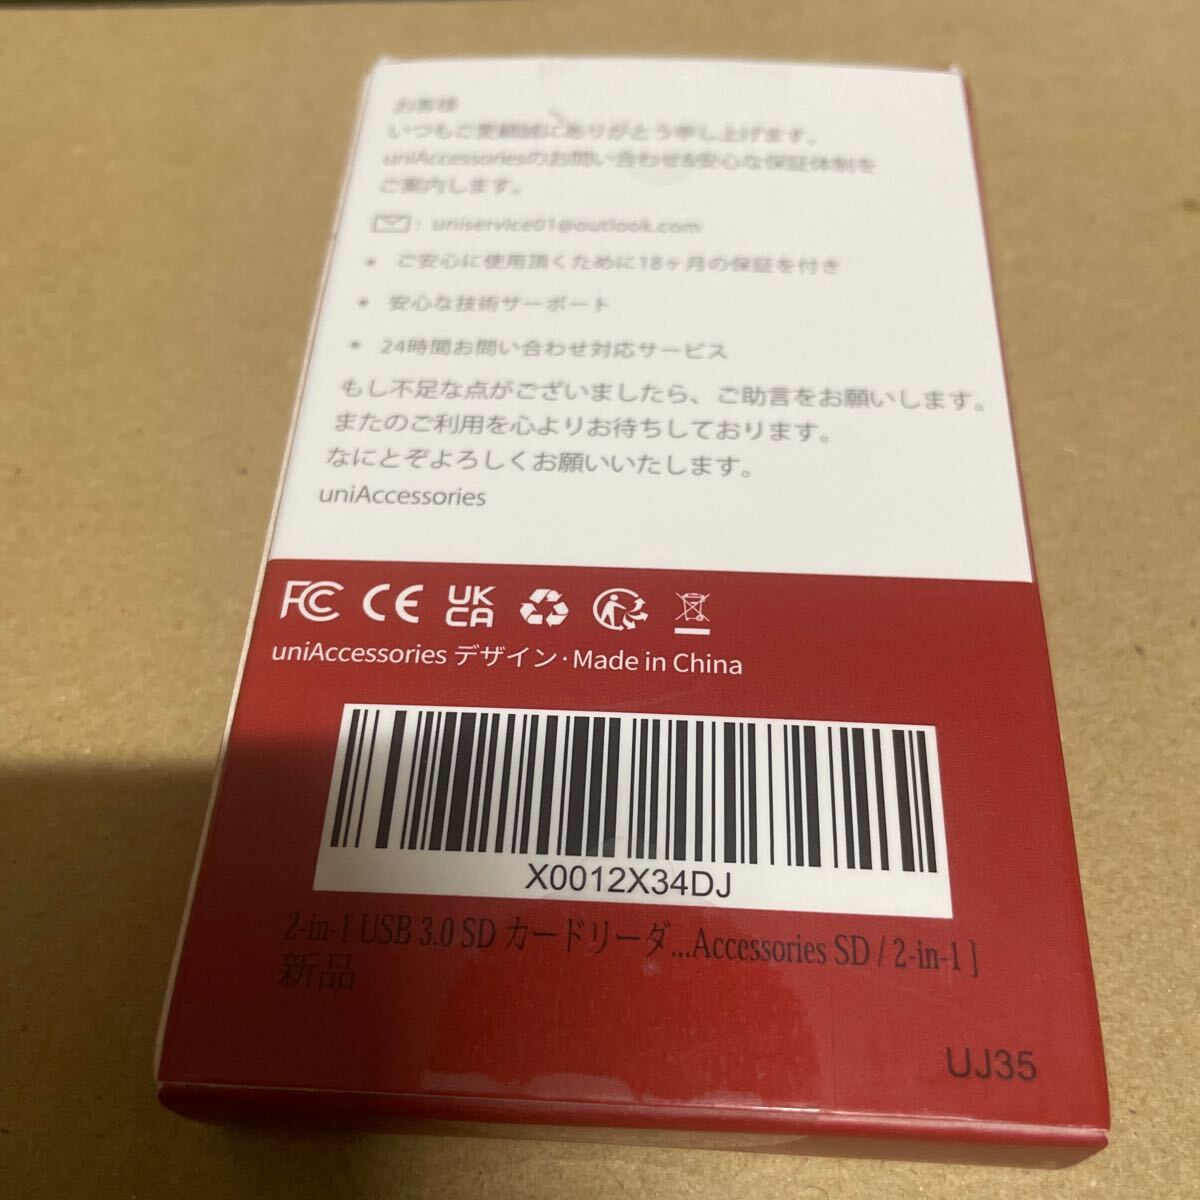 お客様
いつもご愛顧誠にありがとう申し上げます。
uniAccessoriesのお問い合わせ&安心な保証体制を
ご案内します。
: uniservice01@outlook.com
• ご安心に使用頂くために18ヶ月の保証を付き
• 安心な技術サーポート
• 24時間お問い合わせ対応サービス
もし不足な点がございましたら、ご助言をお願いします。
またのご利用を心よりお待ちしております。
なにとぞよろしくお願いいたします。
uniAccessories
FC CE UK CA
uniAccessories デザイン·Made in China
X0012X34DJ
2-in-1 USB 3.0 SD カードリーダ...Accessories SD / 2-in-1 ]
新品
UJ35